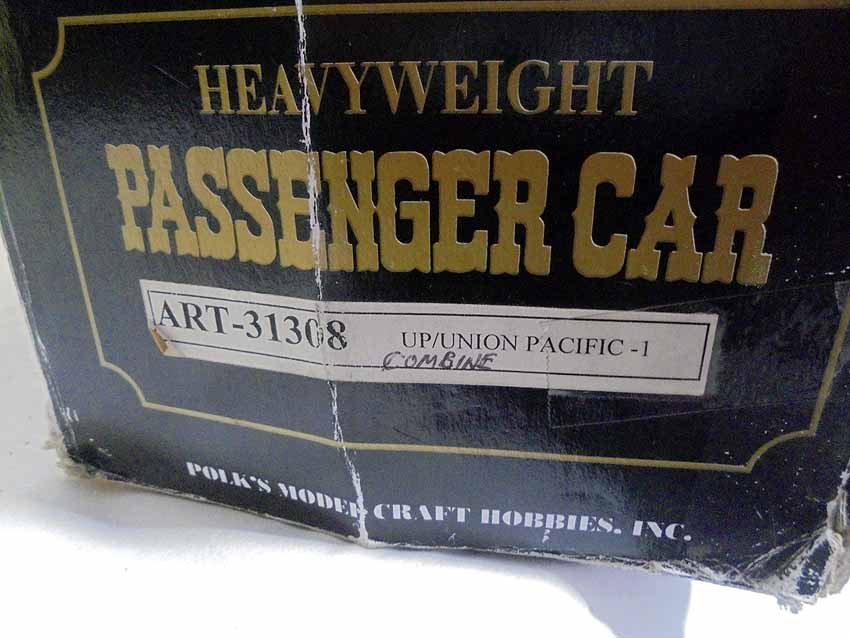 HEAVYWEIGHT
PASSENGER CAR
ART-31308 UP/UNION PACIFIC -1
COMBINE
POLK'S MODEL CRAFT HOBBIES, INC.